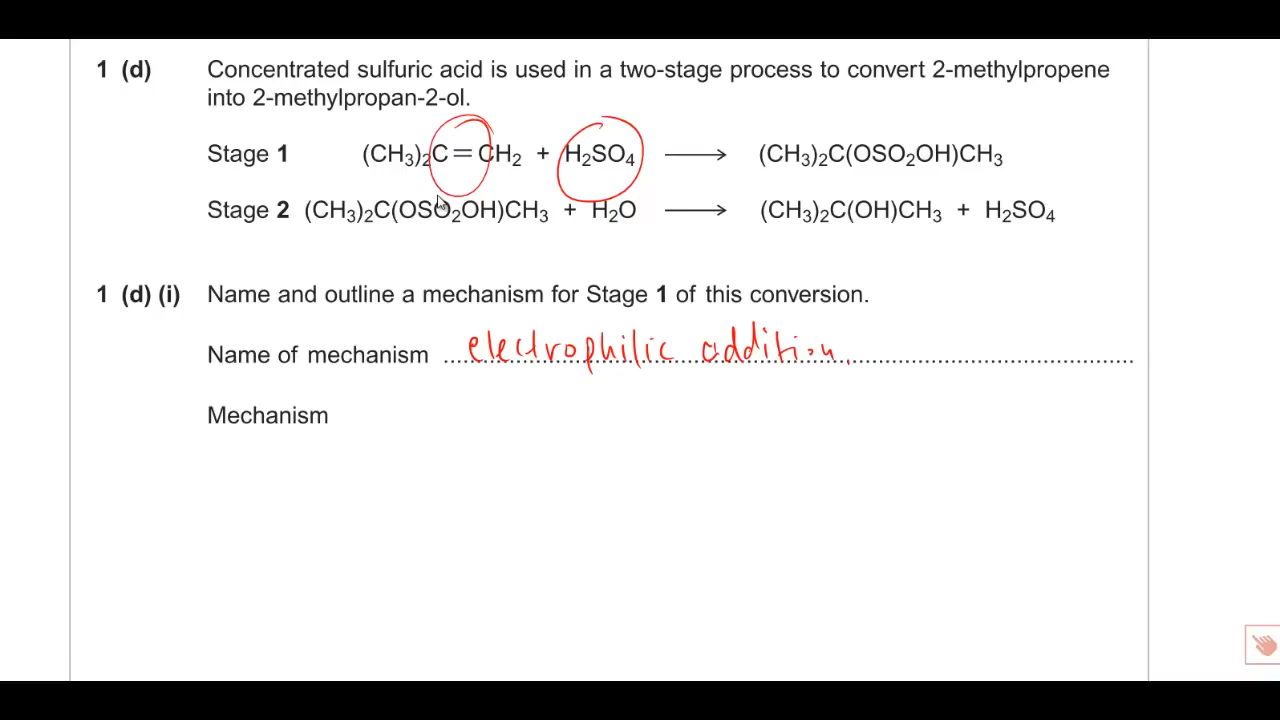 1 (d) Concentrated sulfuric acid is used in a two-stage process to convert 2-methylpropene
into 2-methylpropan-2-ol.
Stage 1 (CH₃)₂C=CH₂ + H₂SO₄ ⟶ (CH₃)₂C(OSO₂OH)CH₃
Stage 2 (CH₃)₂C(OSO₂OH)CH₃ + H₂O ⟶ (CH₃)₂C(OH)CH₃ + H₂SO₄
1 (d) (i) Name and outline a mechanism for Stage 1 of this conversion.
Name of mechanism electrophilic addition.
Mechanism